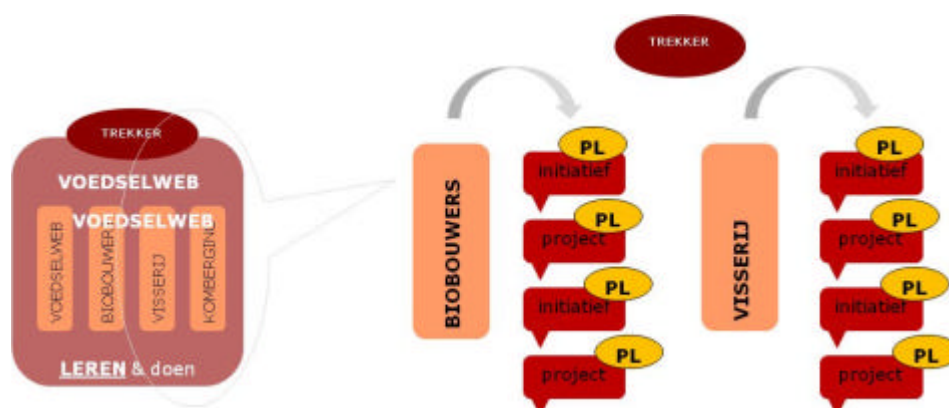 TREKKER
VOEDSELWEB
VOEDSELWEB
VOEDSELWEB
BIOBOUWER
VISSERIJ
KOMBERGING
LEREN & doen
TREKKER
BIOBOUWERS
PL
initiatief
PL
project
PL
initiatief
PL
project
VISSERIJ
PL
initiatief
PL
project
PL
initiatief
PL
project